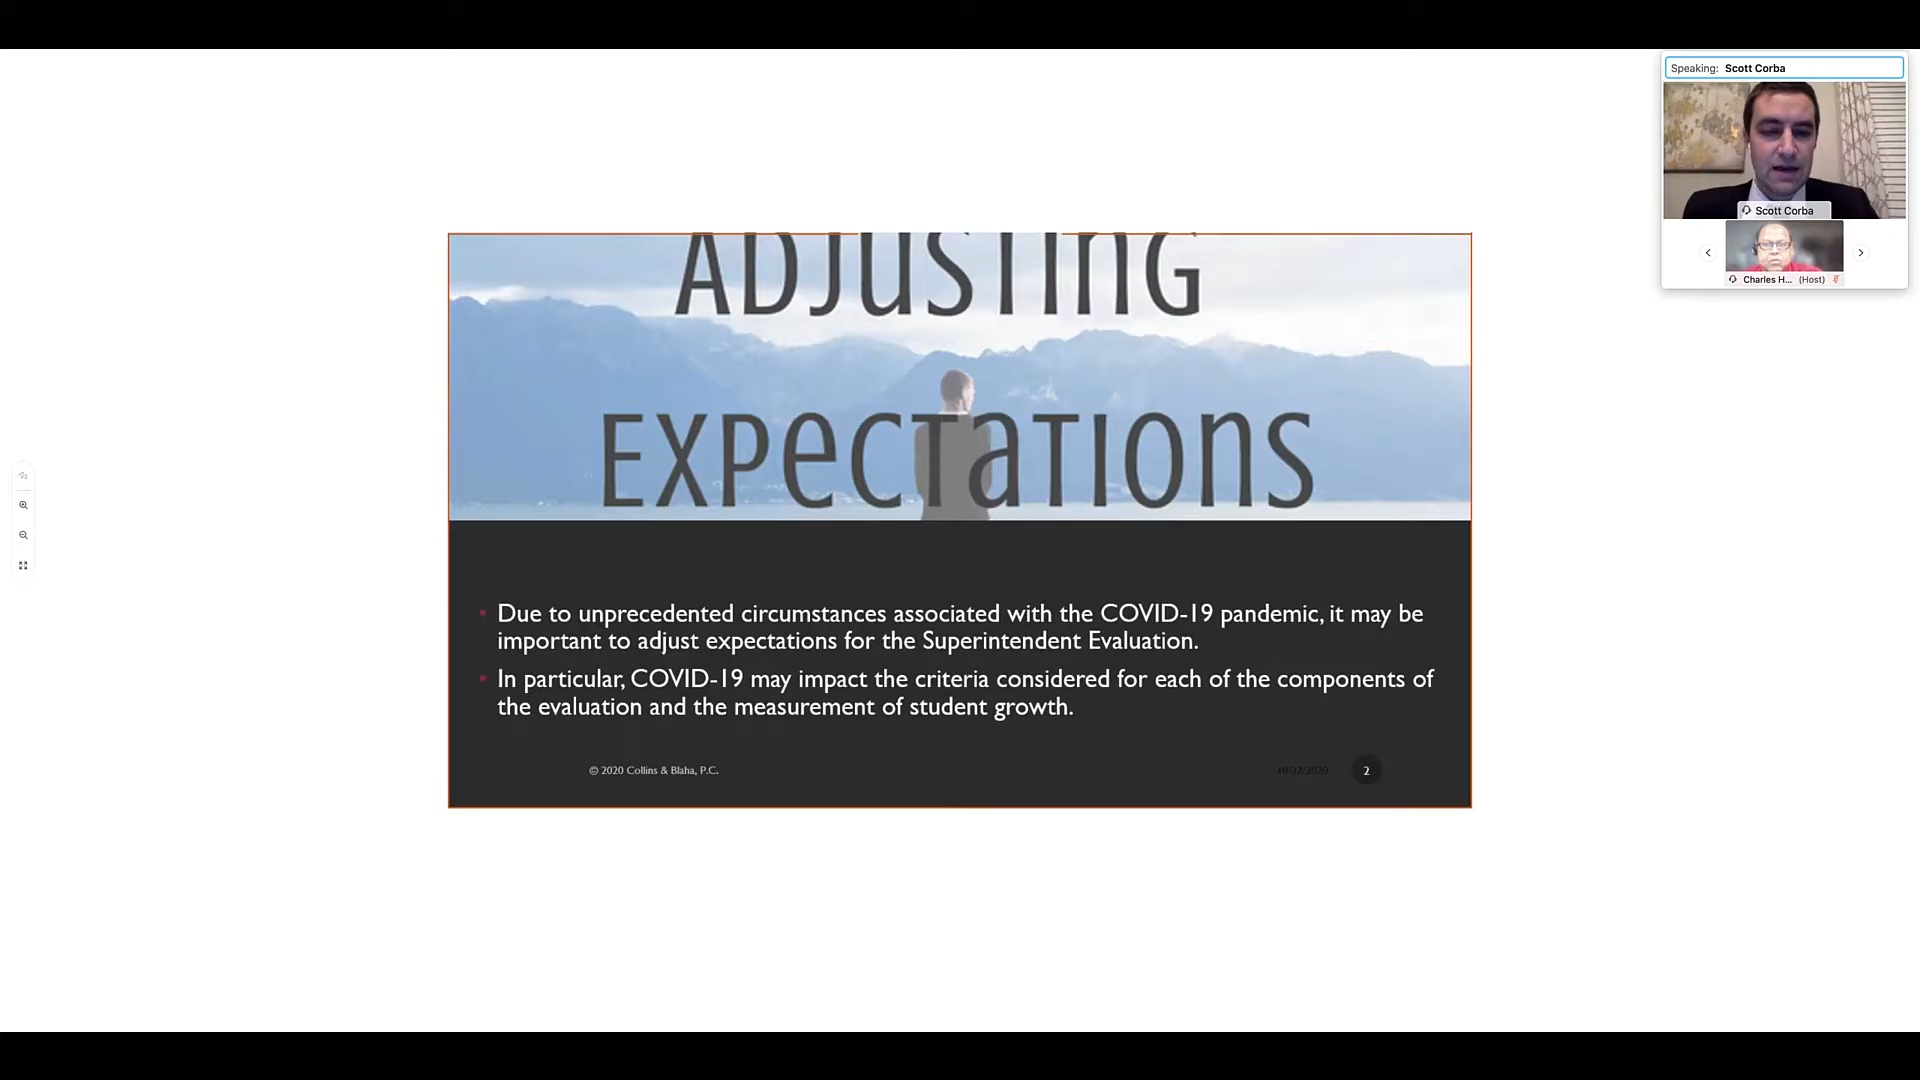 Speaking: Scott Corba
Scott Corba
Charles H... (Host)
ADJUSTING
EXPECTATIONS
• Due to unprecedented circumstances associated with the COVID-19 pandemic, it may be
important to adjust expectations for the Superintendent Evaluation.
• In particular, COVID-19 may impact the criteria considered for each of the components of
the evaluation and the measurement of student growth.
© 2020 Collins & Blaha, P.C.
10/27/2020
2